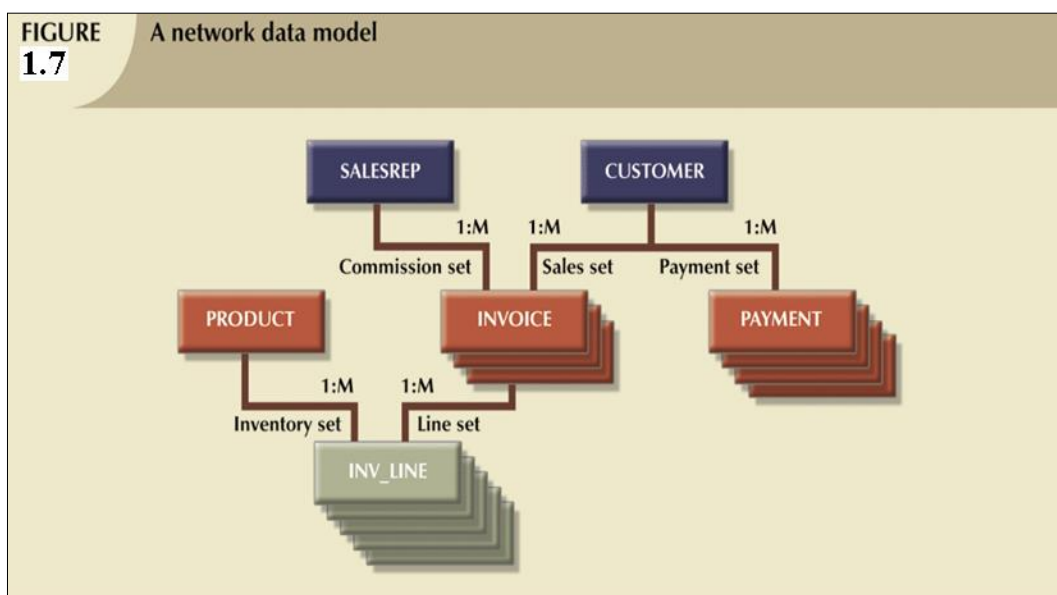 FIGURE
1.7
A network data model
SALESREP
CUSTOMER
1:M
1:M
1:M
Commission set
Sales set
Payment set
PRODUCT
INVOICE
PAYMENT
1:M
1:M
Inventory set
Line set
INV_LINE